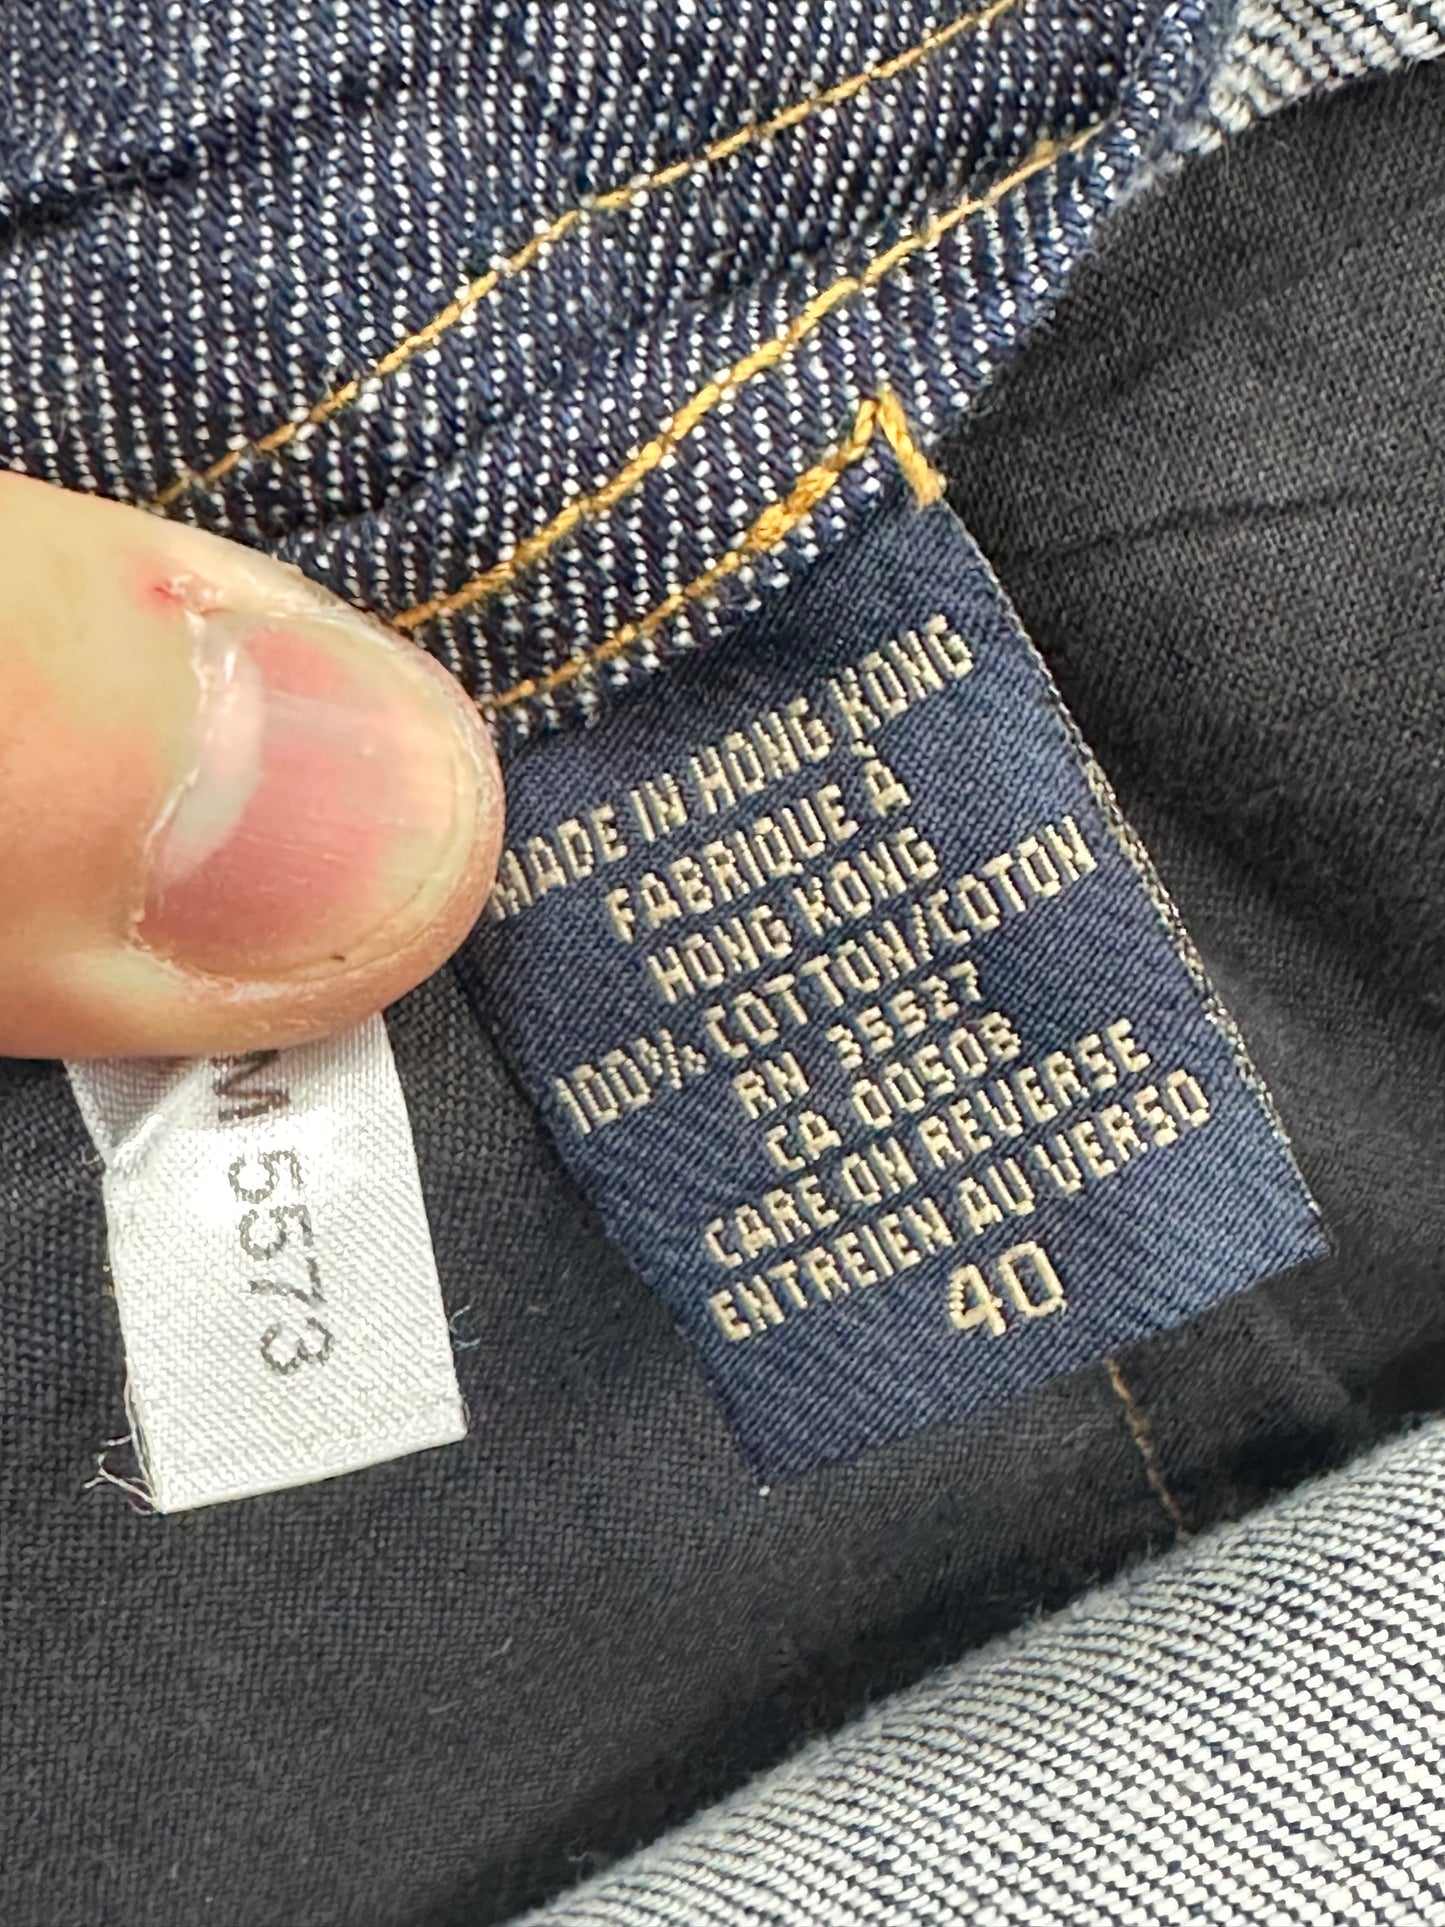 MADE IN HONG KONG
FABRIQUE À
HONG KONG
100% COTTON/COTON
RN 35527
CA 00508
CARE ON REVERSE
ENTREIEN AU VERSO
40
M 5573